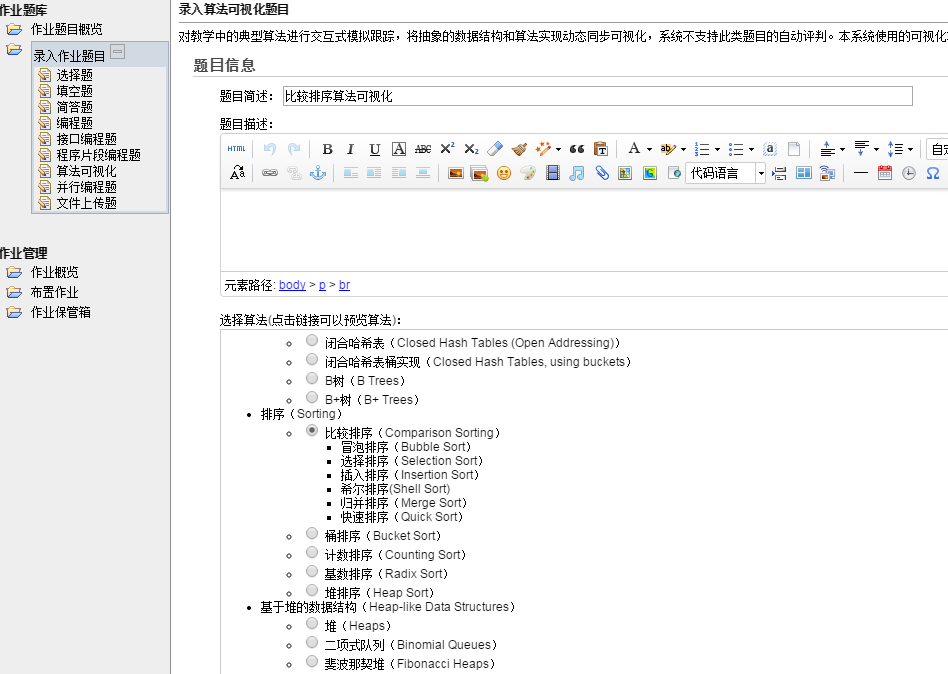 作业题库
作业题目概览
录入作业题目
选择题
填空题
简答题
编程题
接口编程题
程序片段编程题
算法可视化
并行编程题
文件上传题
作业管理
作业概览
布置作业
作业保管箱
录入算法可视化题目
对教学中的典型算法进行交互式模拟跟踪，将抽象的数据结构和算法实现动态同步可视化，系统不支持此类题目的自动评判。本系统使用的可视化
题目信息
题目简述： 比较排序算法可视化
题目描述：
HTML B I U A ABC X² X₂ A ab a 自定
代码语言
元素路径: body > p > br
选择算法(点击链接可以预览算法)：
闭合哈希表（Closed Hash Tables (Open Addressing)）
闭合哈希表桶实现（Closed Hash Tables, using buckets）
B树（B Trees）
B+树（B+ Trees）
排序（Sorting）
比较排序（Comparison Sorting）
冒泡排序（Bubble Sort）
选择排序（Selection Sort）
插入排序（Insertion Sort）
希尔排序(Shell Sort)
归并排序（Merge Sort）
快速排序（Quick Sort）
桶排序（Bucket Sort）
计数排序（Counting Sort）
基数排序（Radix Sort）
堆排序（Heap Sort）
基于堆的数据结构（Heap-like Data Structures）
堆（Heaps）
二项式队列（Binomial Queues）
斐波那契堆（Fibonacci Heaps）